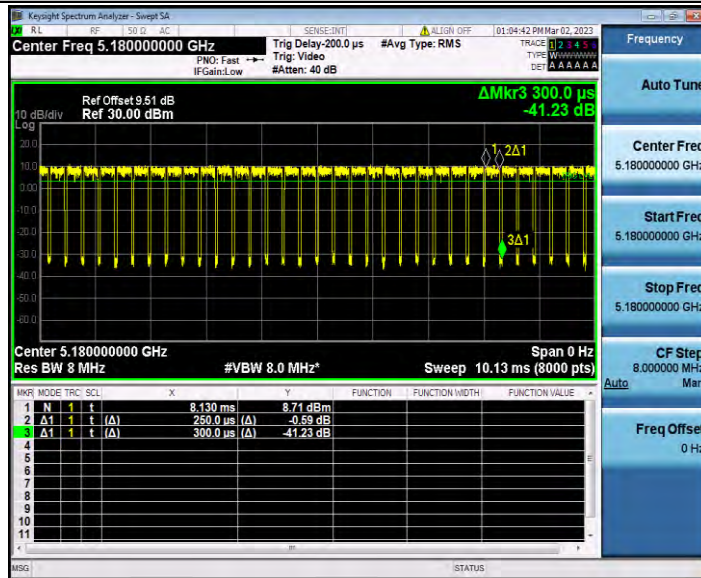 Keysight Spectrum Analyzer - Swept SA
RL RF 50 Ω AC SENSE:INT ALIGN OFF 01:04:42 PM Mar 02, 2023
Center Freq 5.180000000 GHz
PNO: Fast
IFGain:Low
Trig Delay-200.0 µs
Trig: Video
#Atten: 40 dB
#Avg Type: RMS
TRACE 1 2 3 4 5 6
TYPE
DET A A A A A A
Frequency
Auto Tune
Center Freq
5.180000000 GHz
Start Freq
5.180000000 GHz
Stop Freq
5.180000000 GHz
CF Step
8.000000 MHz
Auto Man
Freq Offset
0 Hz
Ref Offset 9.51 dB
10 dB/div Ref 30.00 dBm
Log
ΔMkr3 300.0 µs
-41.23 dB
20.0
10.0
0.00
-10.0
-20.0
-30.0
-40.0
-50.0
-60.0
1 2Δ1
3Δ1
Center 5.180000000 GHz Span 0 Hz
Res BW 8 MHz #VBW 8.0 MHz* Sweep 10.13 ms (8000 pts)
MKR MODE TRC SCL X Y FUNCTION FUNCTION WIDTH FUNCTION VALUE
1 N 1 t 8.130 ms 8.71 dBm
2 Δ1 1 t (Δ) 250.0 µs (Δ) -0.59 dB
3 Δ1 1 t (Δ) 300.0 µs (Δ) -41.23 dB
4
5
6
7
8
9
10
11
MSG STATUS